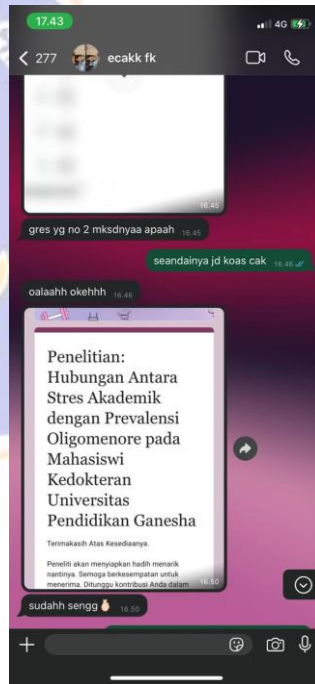 17.43
4G
277
ecakk fk
16.45
gres yg no 2 mksdnyaa apaah 16.45
seandainya jd koas cak 16.46
oalaahh okehhh 16.46
Penelitian:
Hubungan Antara
Stres Akademik
dengan Prevalensi
Oligomenore pada
Mahasiswi
Kedokteran
Universitas
Pendidikan Ganesha
Terimakasih Atas Kesediaanya.
Peneliti akan menyiapkan hadih menarik
nantinya. Semoga berkesempatan untuk
menerima. Ditunggu kontribusi Anda dalam
16.50
sudahh sengg 16.50